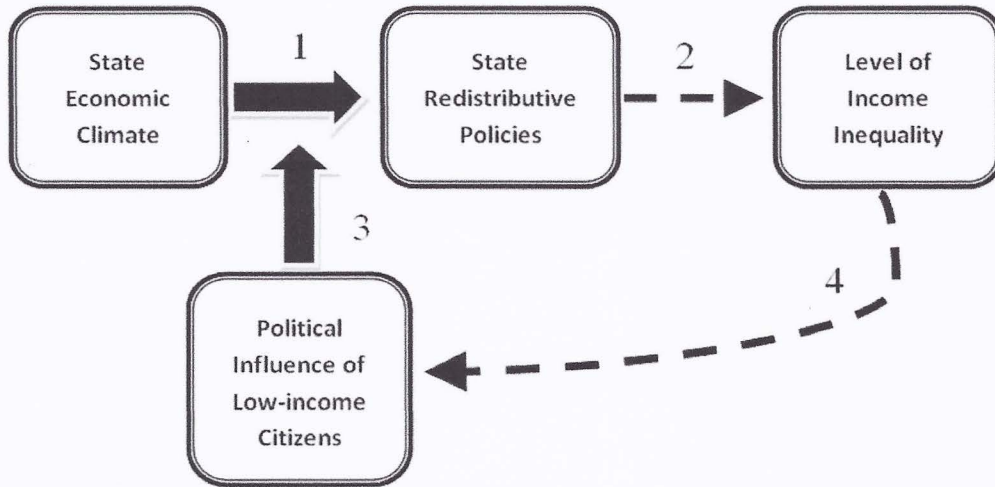 State
Economic
Climate
1
State
Redistributive
Policies
2
Level of
Income
Inequality
3
4
Political
Influence of
Low-income
Citizens